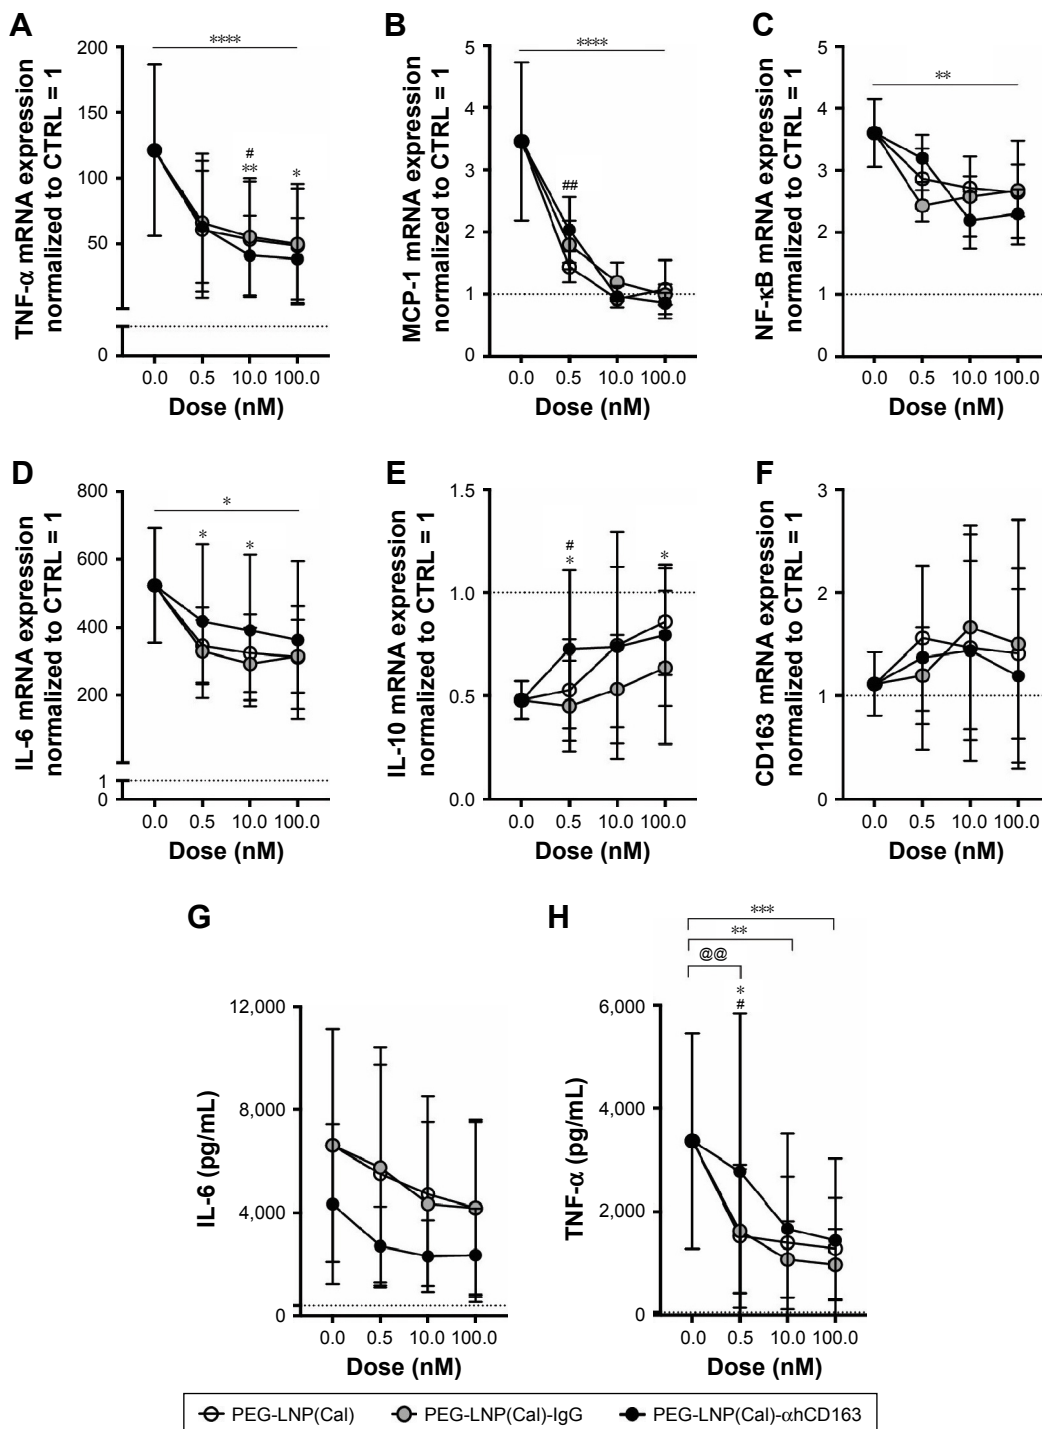 A
TNF-α mRNA expression
normalized to CTRL = 1
200
150
100
50
0
****
#
**
*
0.0 0.5 10.0 100.0
Dose (nM)
B
MCP-1 mRNA expression
normalized to CTRL = 1
5
4
3
2
1
0
****
##
0.0 0.5 10.0 100.0
Dose (nM)
C
NF-κB mRNA expression
normalized to CTRL = 1
5
4
3
2
1
0
**
0.0 0.5 10.0 100.0
Dose (nM)
D
IL-6 mRNA expression
normalized to CTRL = 1
800
600
400
200
1
0
*
* *
0.0 0.5 10.0 100.0
Dose (nM)
E
IL-10 mRNA expression
normalized to CTRL = 1
1.5
1.0
0.5
0.0
#
*
*
0.0 0.5 10.0 100.0
Dose (nM)
F
CD163 mRNA expression
normalized to CTRL = 1
3
2
1
0
0.0 0.5 10.0 100.0
Dose (nM)
G
IL-6 (pg/mL)
12,000
8,000
4,000
0
0.0 0.5 10.0 100.0
Dose (nM)
H
TNF-α (pg/mL)
***
**
@@
*
#
6,000
4,000
2,000
0
0.0 0.5 10.0 100.0
Dose (nM)
PEG-LNP(Cal) PEG-LNP(Cal)-IgG PEG-LNP(Cal)-αhCD163